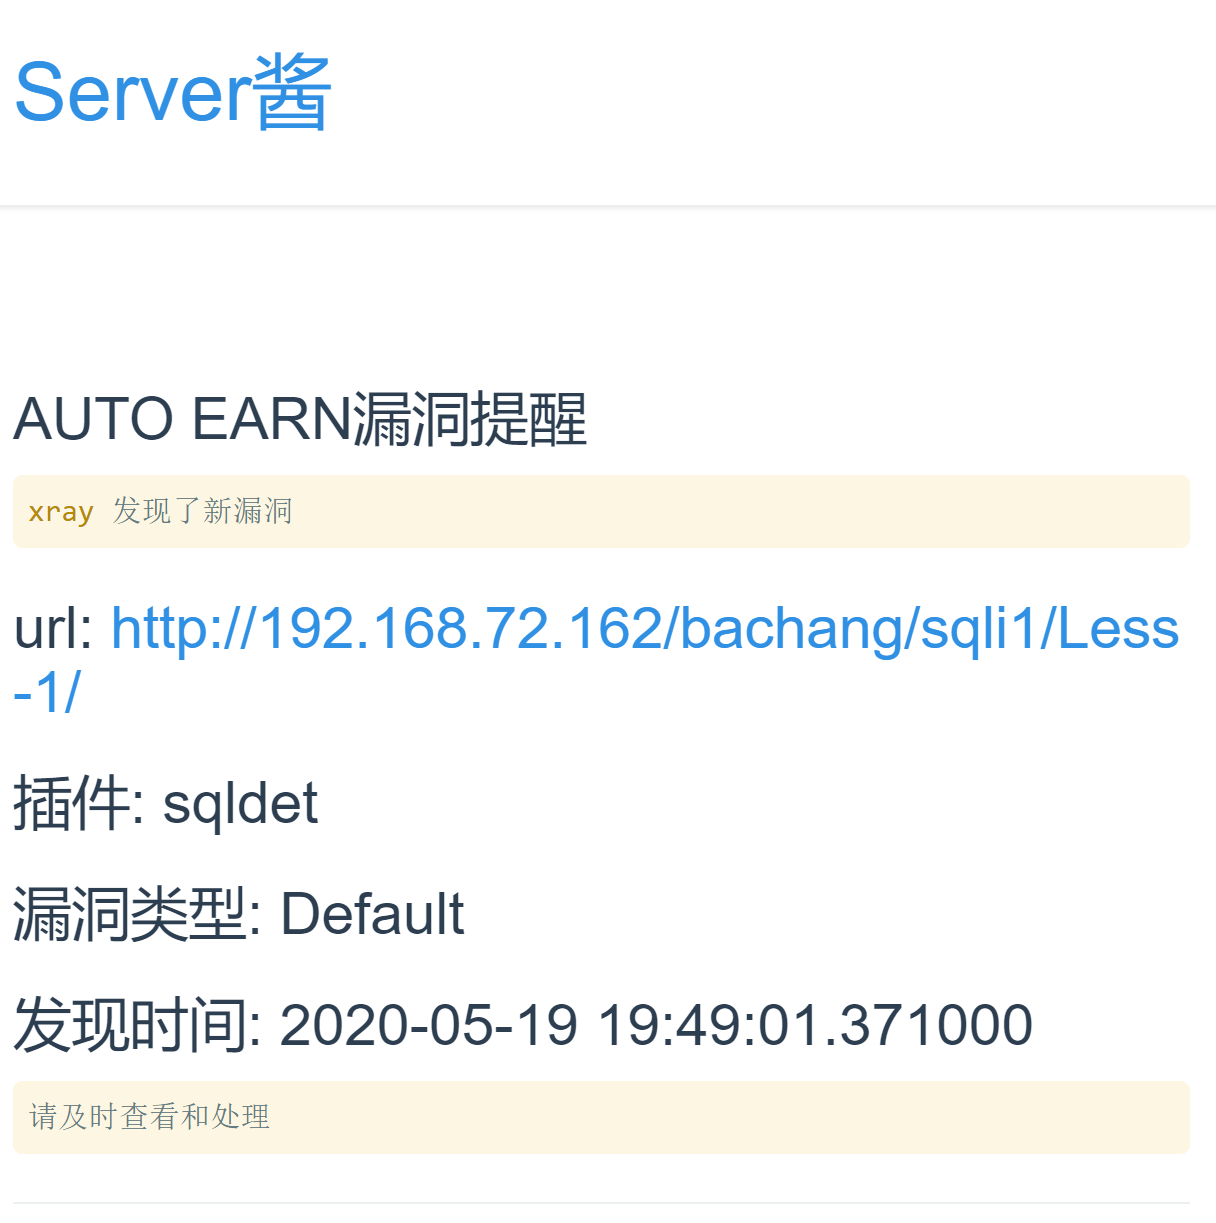 Server酱
AUTO EARN漏洞提醒
xray 发现了新漏洞
url: http://192.168.72.162/bachang/sqli1/Less
-1/
插件: sqldet
漏洞类型: Default
发现时间: 2020-05-19 19:49:01.371000
请及时查看和处理